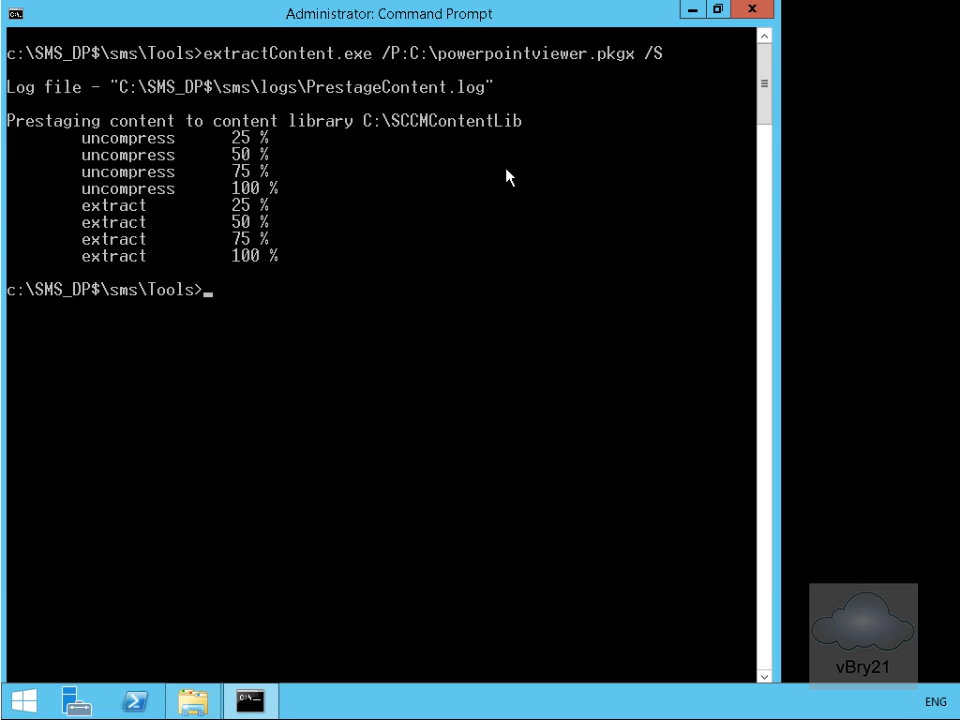 Administrator: Command Prompt
c:\SMS_DP$\sms\Tools>extractContent.exe /P:C:\powerpointviewer.pkgx /S
Log file - "C:\SMS_DP$\sms\logs\PrestageContent.log"
Prestaging content to content library C:\SCCMContentLib
uncompress 25 %
uncompress 50 %
uncompress 75 %
uncompress 100 %
extract 25 %
extract 50 %
extract 75 %
extract 100 %
c:\SMS_DP$\sms\Tools>_
vBry21
ENG